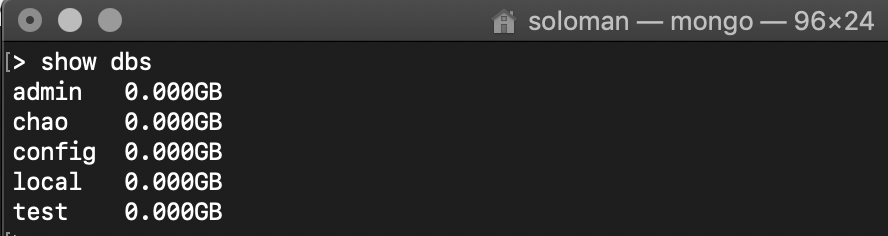 soloman — mongo — 96×24
> show dbs
admin   0.000GB
chao    0.000GB
config  0.000GB
local   0.000GB
test    0.000GB